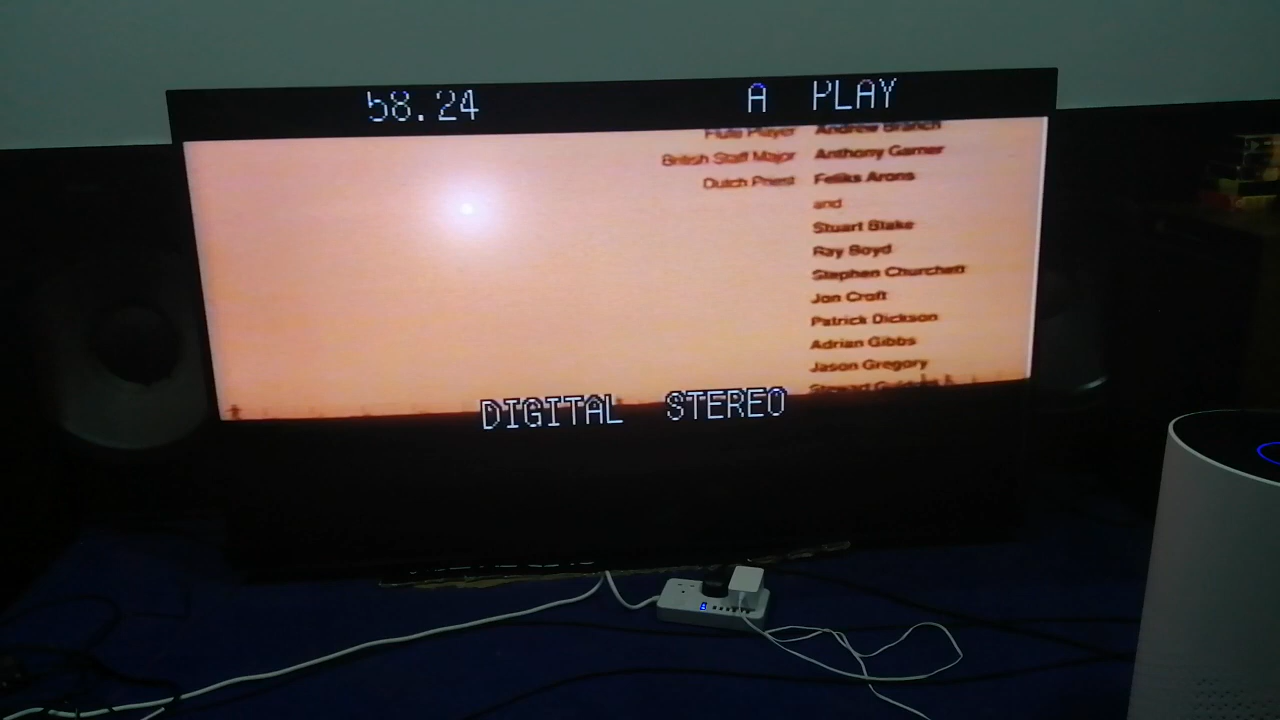 58.24 A PLAY
Flute Player Andrew Branch
British Staff Major Anthony Garner
Dutch Priest Feliks Arons
and
Stuart Blake
Ray Boyd
Stephen Churchett
Jon Croft
Patrick Dickson
Adrian Gibbs
Jason Gregory
Stewart
DIGITAL STEREO